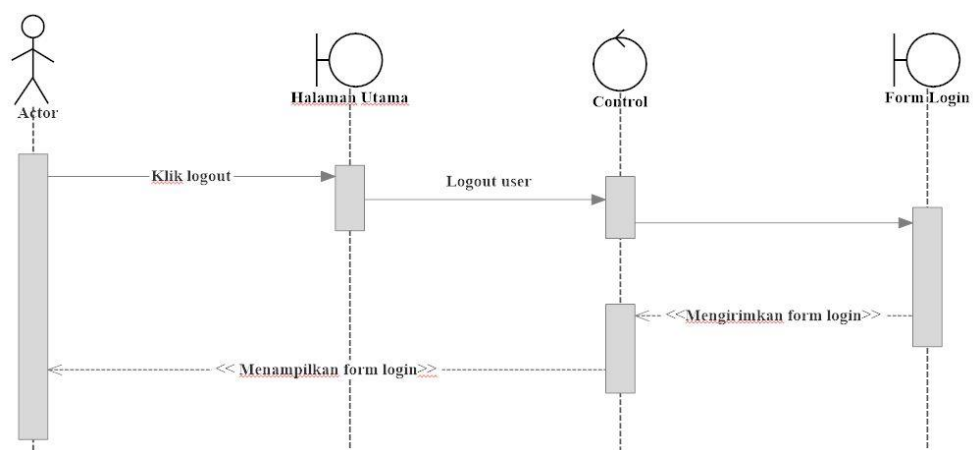 Actor
Halaman Utama
Control
Form Login
Klik logout
Logout user
<<Mengirimkan form login>>
<< Menampilkan form login>>